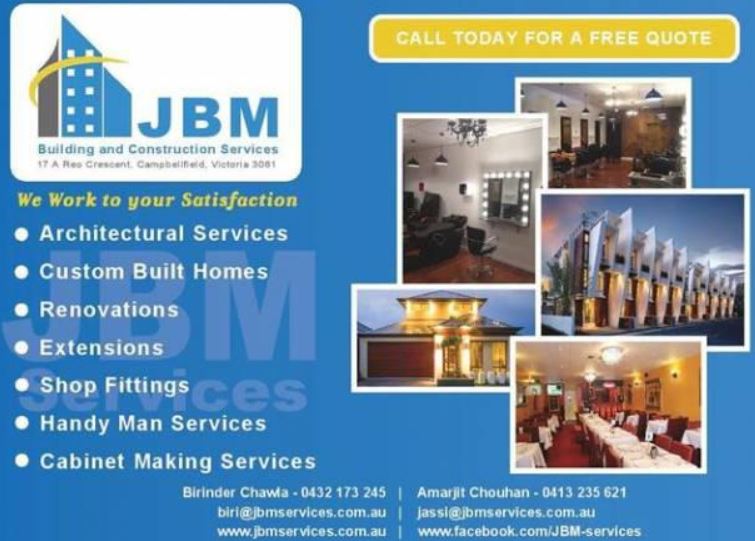 JBM
Building and Construction Services
17 A Reo Crescent, Campbellfield, Victoria 3061
CALL TODAY FOR A FREE QUOTE
We Work to your Satisfaction
Architectural Services
Custom Built Homes
Renovations
Extensions
Shop Fittings
Handy Man Services
Cabinet Making Services
JBM
Services
Birinder Chawla - 0432 173 245 | Amarjit Chouhan - 0413 235 621
biri@jbmservices.com.au | jassi@jbmservices.com.au
www.jbmservices.com.au | www.facebook.com/JBM-services